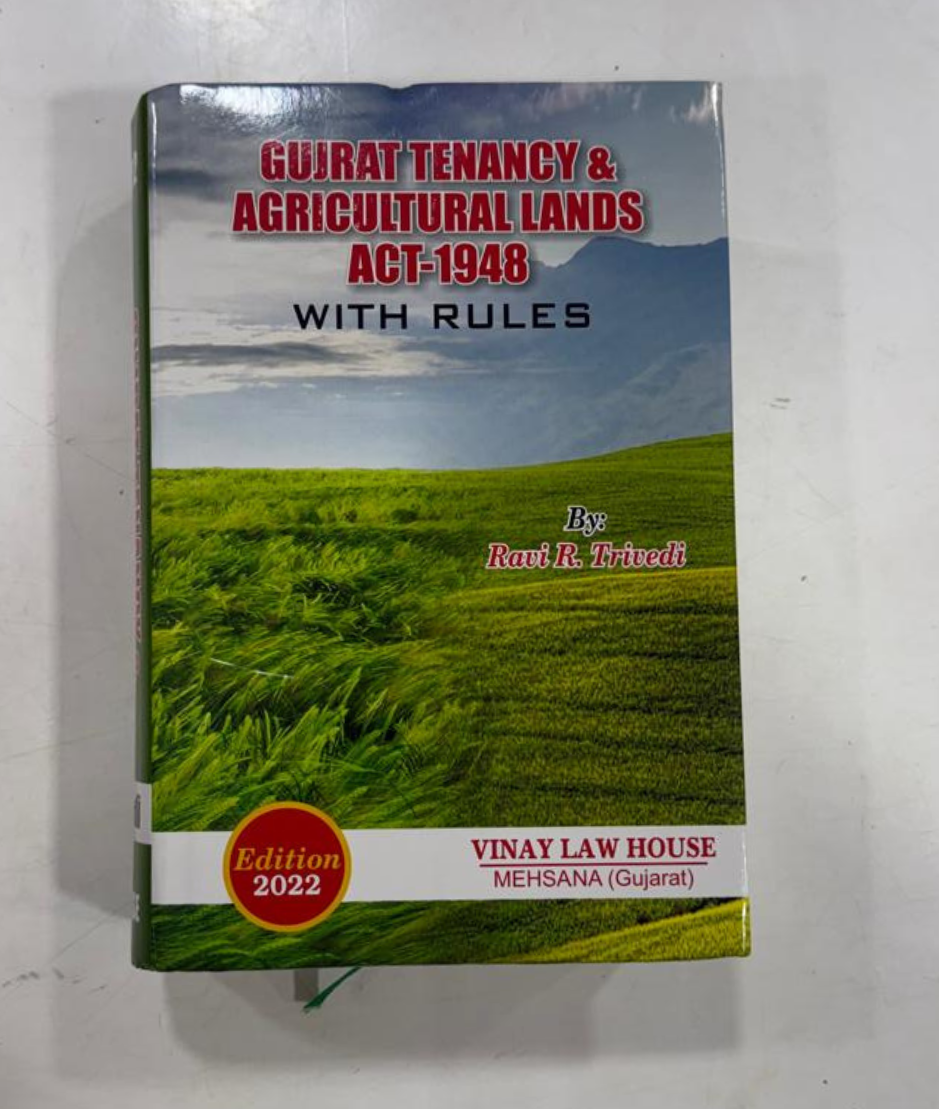 GUJRAT TENANCY &
AGRICULTURAL LANDS
ACT-1948
WITH RULES
By:
Ravi R. Trivedi
Edition
2022
VINAY LAW HOUSE
MEHSANA (Gujarat)